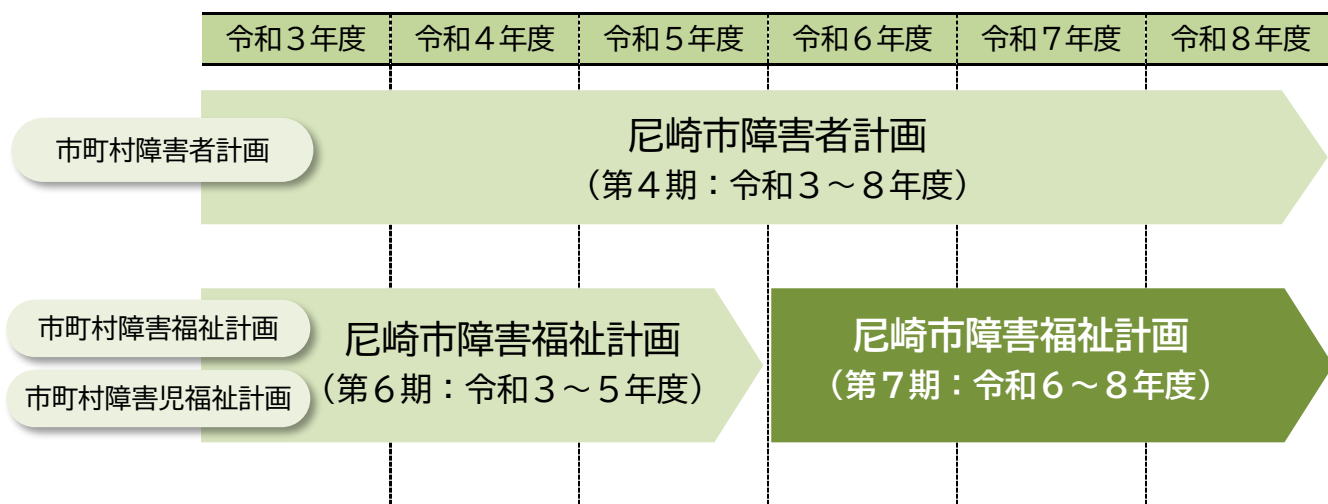 令和３年度 令和４年度 令和５年度 令和６年度 令和７年度 令和８年度
市町村障害者計画
尼崎市障害者計画
（第４期：令和３～８年度）
市町村障害福祉計画
市町村障害児福祉計画
尼崎市障害福祉計画
（第６期：令和３～５年度）
尼崎市障害福祉計画
（第７期：令和６～８年度）